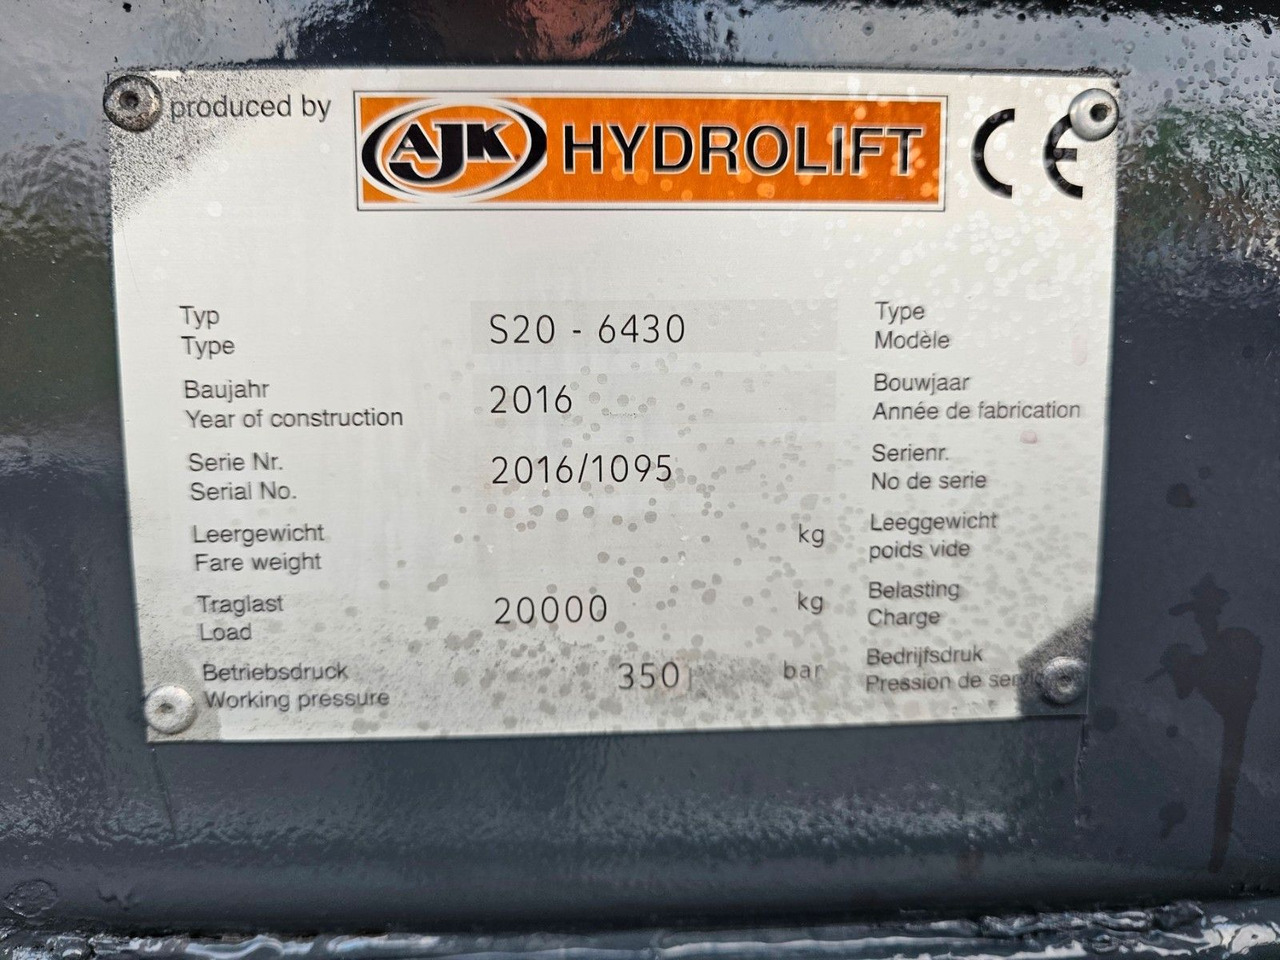 produced by AJK HYDROLIFT CE
Typ
Type
S20 - 6430
Type
Modèle
Baujahr
Year of construction
2016
Bouwjaar
Année de fabrication
Serie Nr.
Serial No.
2016/1095
Serienr.
No de serie
Leergewicht
Fare weight
kg
Leeggewicht
poids vide
Traglast
Load
20000 kg
Belasting
Charge
Betriebsdruck
Working pressure
350 bar
Bedrijfsdruk
Pression de